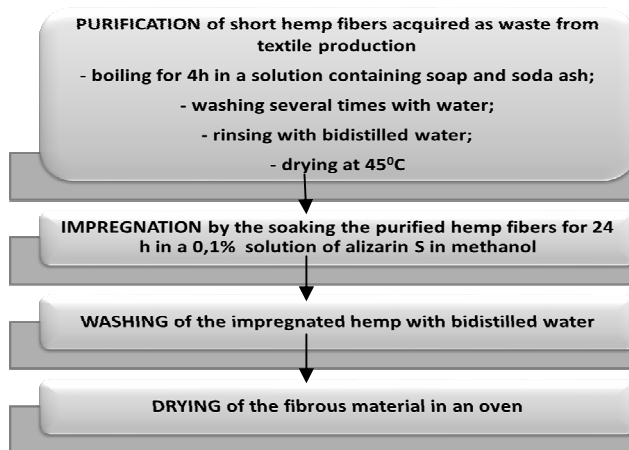 PURIFICATION of short hemp fibers acquired as waste from
textile production
- boiling for 4h in a solution containing soap and soda ash;
- washing several times with water;
- rinsing with bidistilled water;
- drying at 45⁰C
IMPREGNATION by the soaking the purified hemp fibers for 24
h in a 0,1% solution of alizarin S in methanol
WASHING of the impregnated hemp with bidistilled water
DRYING of the fibrous material in an oven